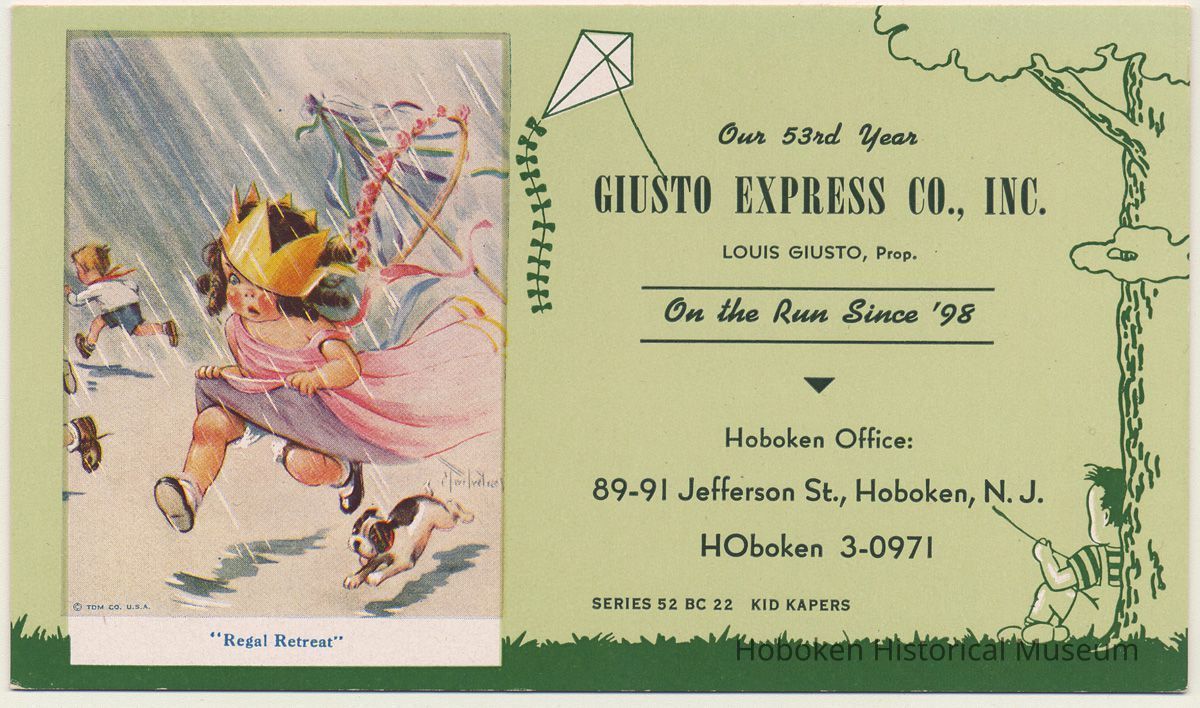 © TDM CO. U.S.A.
"Regal Retreat"
Our 53rd Year
GIUSTO EXPRESS CO., INC.
LOUIS GIUSTO, Prop.
On the Run Since '98
Hoboken Office:
89-91 Jefferson St., Hoboken, N. J.
HOboken 3-0971
SERIES 52 BC 22 KID KAPERS
Hoboken Historical Museum